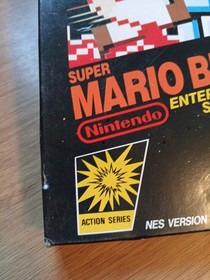 SUPER
MARIO B
Nintendo
ENTER
S
ACTION SERIES
NES VERSION